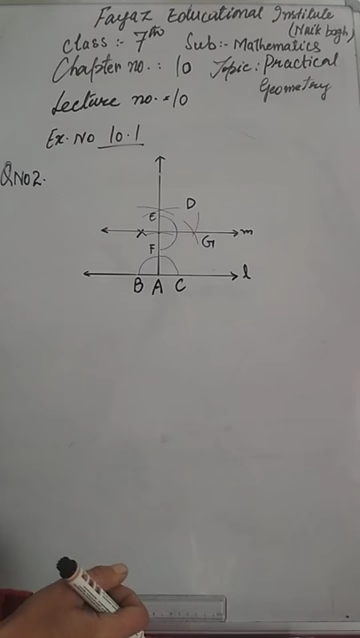 Fayaz Educational Institute
(Naik bagh)
Class :- 7th Sub:- Mathematics
Chapter no. : 10 Topic : Practical
Geometry
Lecture no. = 10
Ex. No 10.1
Q No 2.
D
E
X G m
F
B A C l